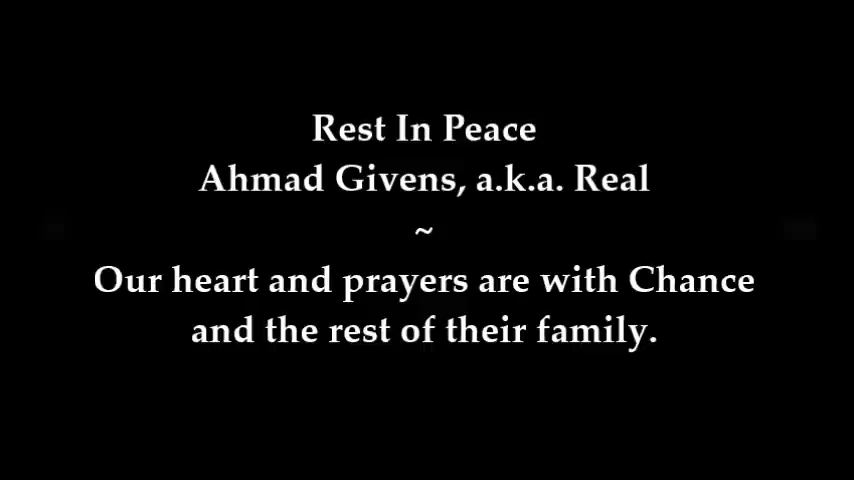 Rest In Peace
Ahmad Givens, a.k.a. Real
~
Our heart and prayers are with Chance
and the rest of their family.